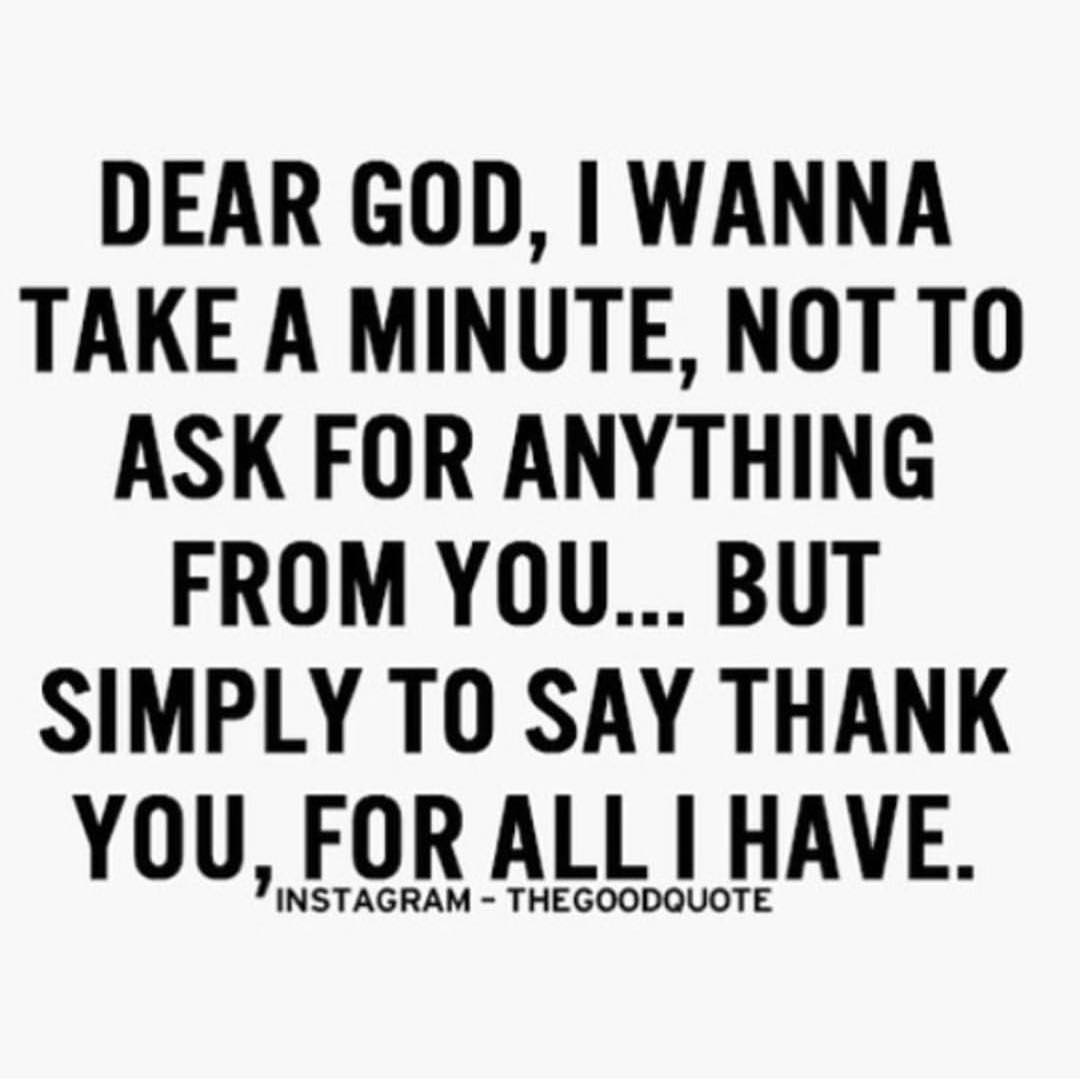 DEAR GOD, I WANNA
TAKE A MINUTE, NOT TO
ASK FOR ANYTHING
FROM YOU... BUT
SIMPLY TO SAY THANK
YOU, FOR ALL I HAVE.
INSTAGRAM - THEGOODQUOTE